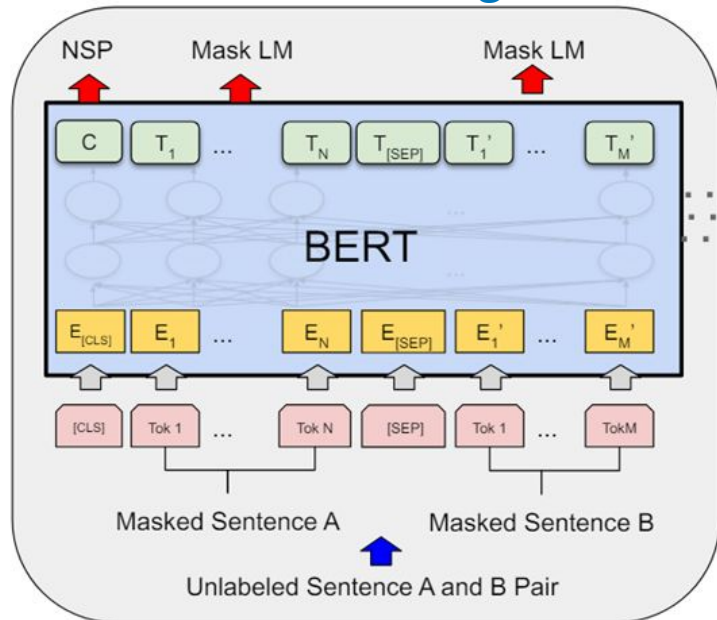 NSP Mask LM Mask LM
C T1 ... TN T[SEP] T1' ... TM'
...
BERT
...
E[CLS] E1 ... EN E[SEP] E1' ... EM'
[CLS] Tok 1 ... Tok N [SEP] Tok 1 ... TokM
Masked Sentence A Masked Sentence B
Unlabeled Sentence A and B Pair